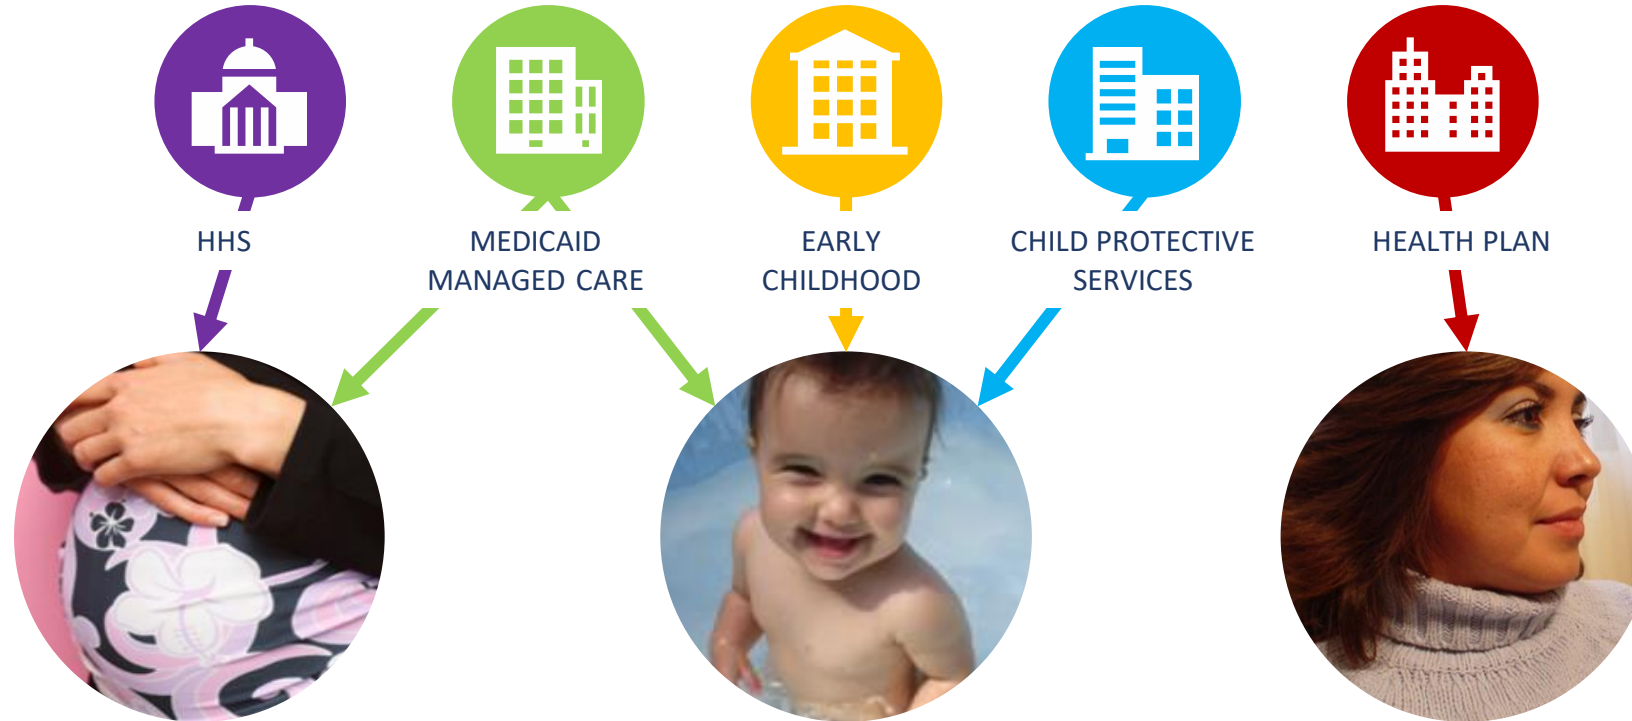 HHS
MEDICAID
MANAGED CARE
EARLY
CHILDHOOD
CHILD PROTECTIVE
SERVICES
HEALTH PLAN